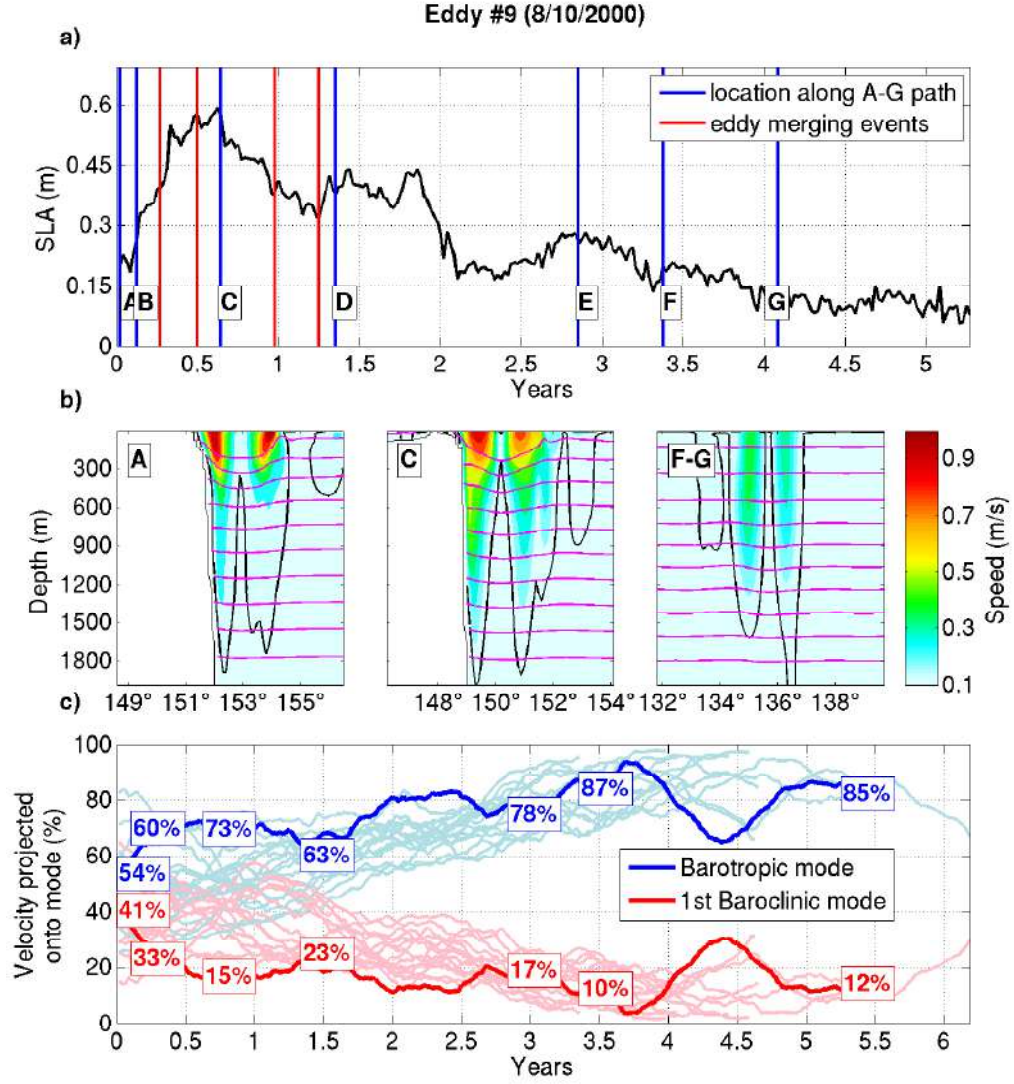 Eddy #9 (8/10/2000)
a)
SLA (m)
0.6
0.45
0.3
0.15
0
location along A-G path
eddy merging events
A B C D E F G
0 0.5 1 1.5 2 2.5 3 3.5 4 4.5 5
Years
b)
Depth (m)
300
600
900
1200
1500
1800
A C F-G
149° 151° 153° 155° 148° 150° 152° 154° 132° 134° 136° 138°
0.9
0.7
0.5
0.3
0.1
Speed (m/s)
c)
Velocity projected
onto mode (%)
100
80
60
40
20
0
54% 60% 73% 63% 78% 87% 85%
41% 33% 15% 23% 17% 10% 12%
Barotropic mode
1st Baroclinic mode
0 0.5 1 1.5 2 2.5 3 3.5 4 4.5 5 5.5 6
Years